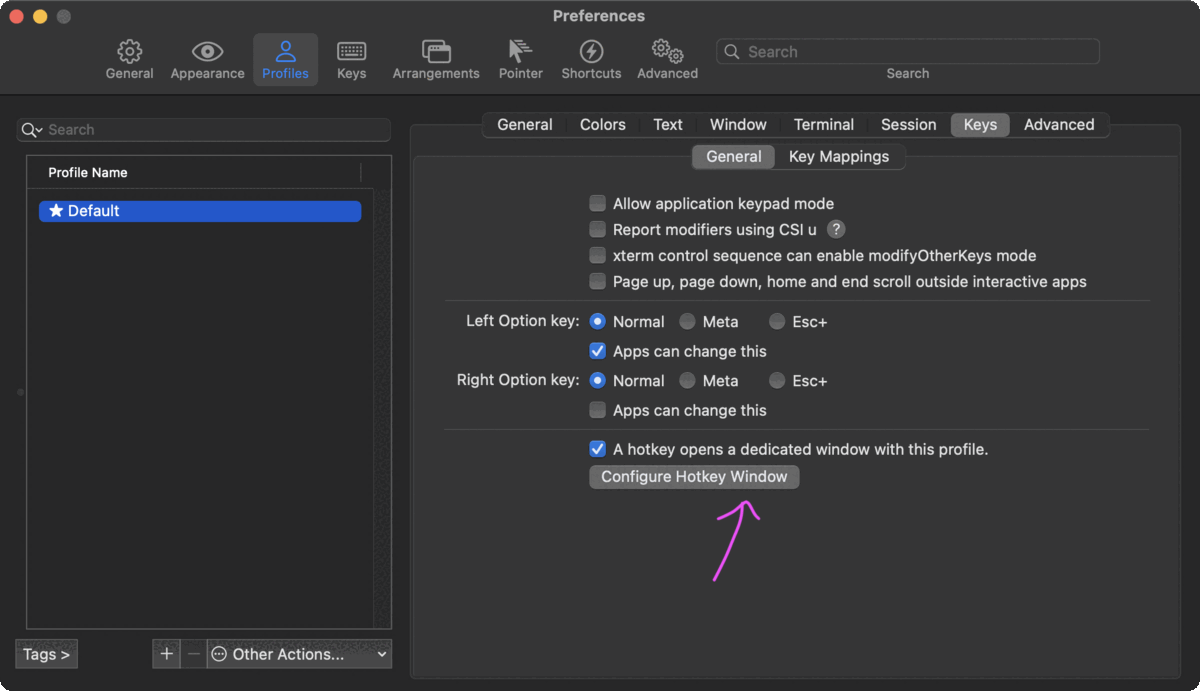 Preferences
General Appearance Profiles Keys Arrangements Pointer Shortcuts Advanced Search
Search
Search
Profile Name
Default
Tags >
+ − Other Actions...
General Colors Text Window Terminal Session Keys Advanced
General Key Mappings
Allow application keypad mode
Report modifiers using CSI u ?
xterm control sequence can enable modifyOtherKeys mode
Page up, page down, home and end scroll outside interactive apps
Left Option key: Normal Meta Esc+
Apps can change this
Right Option key: Normal Meta Esc+
Apps can change this
A hotkey opens a dedicated window with this profile.
Configure Hotkey Window